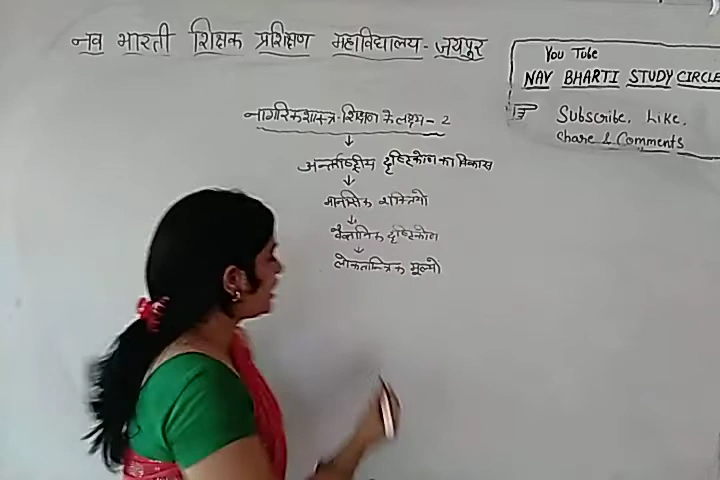 नव भारती शिक्षक प्रशिक्षण महाविद्यालय - जयपुर
You Tube
NAV BHARTI STUDY CIRCLE
Subscribe, Like,
Share & Comments
नागरिकशास्त्र - शिक्षण के लक्ष्य - 2
अन्तर्राष्ट्रीय दृष्टिकोण का विकास
मानसिक शक्तियो
वैज्ञानिक दृष्टिकोण
लोकतान्त्रिक मूल्यो